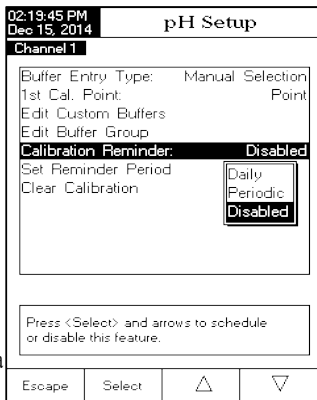 02:19:45 PM
Dec 15, 2014
pH Setup
Channel 1
Buffer Entry Type: Manual Selection
1st Cal. Point: Point
Edit Custom Buffers
Edit Buffer Group
Calibration Reminder: Disabled
Set Reminder Period
Clear Calibration
Daily
Periodic
Disabled
Press <Select> and arrows to schedule
or disable this feature.
Escape Select △ ▽